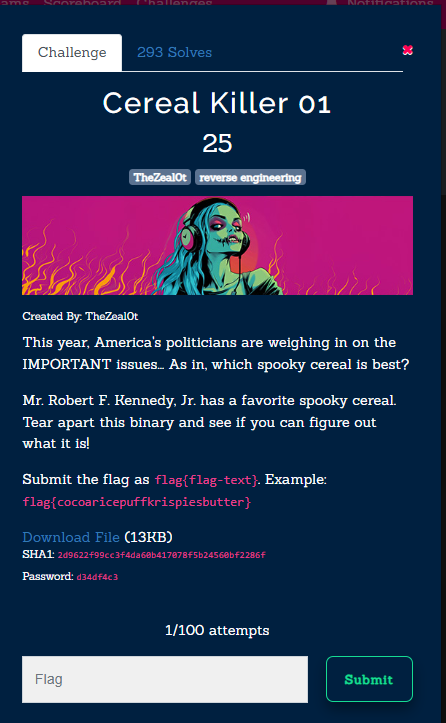 ams Scoreboard Challenges Notifications
Challenge
293 Solves
Cereal Killer 01
25
TheZeal0t reverse engineering
Created By: TheZeal0t
This year, America's politicians are weighing in on the
IMPORTANT issues... As in, which spooky cereal is best?
Mr. Robert F. Kennedy, Jr. has a favorite spooky cereal.
Tear apart this binary and see if you can figure out
what it is!
Submit the flag as flag{flag-text}. Example:
flag{cocoaricepuffkrispiesbutter}
Download File (13KB)
SHA1: 2d9622f99cc3f4da60b417078f5b24560bf2286f
Password: d34df4c3
1/100 attempts
Flag
Submit